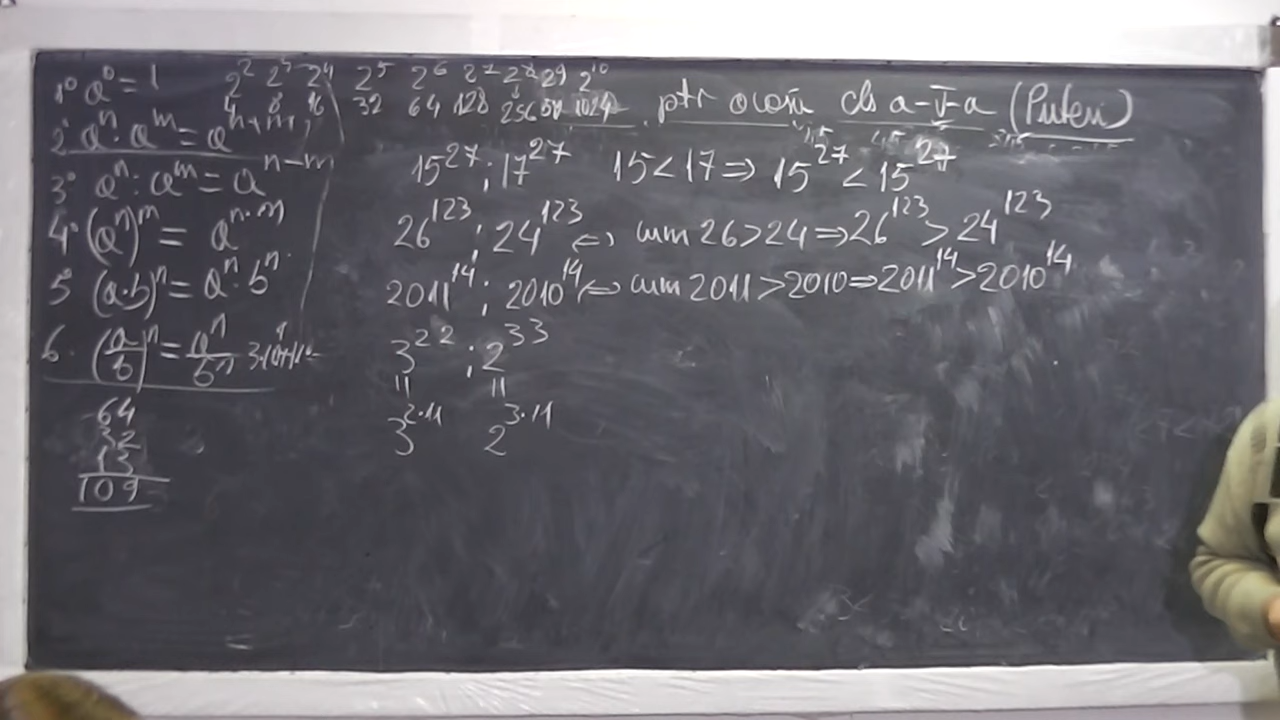 1° a⁰ = 1
2° aⁿ · aᵐ = aⁿ⁺ᵐ
3° aⁿ : aᵐ = aⁿ⁻ᵐ
4° (aⁿ)ᵐ = aⁿ·ᵐ
5° (a·b)ⁿ = aⁿ · bⁿ
6. (a/b)ⁿ = aⁿ/bⁿ
64
32
13
109
2² 2³ 2⁴ 2⁵ 2⁶ 2⁷ 2⁸ 2⁹ 2¹⁰
4 8 16 32 64 128 256 1024
ptr cls a-V-a (Puteri)
15²⁷ ; 17²⁷ 15 < 17 ⇒ 15²⁷ < 15²⁷
26¹²³ ; 24¹²³ ⇔ cum 26 > 24 ⇒ 26¹²³ > 24¹²³
2011¹⁴ ; 2010¹⁴ ⇔ cum 2011 > 2010 ⇒ 2011¹⁴ > 2010¹⁴
3²² ; 2³³
|| ||
3²·¹¹ 2³·¹¹